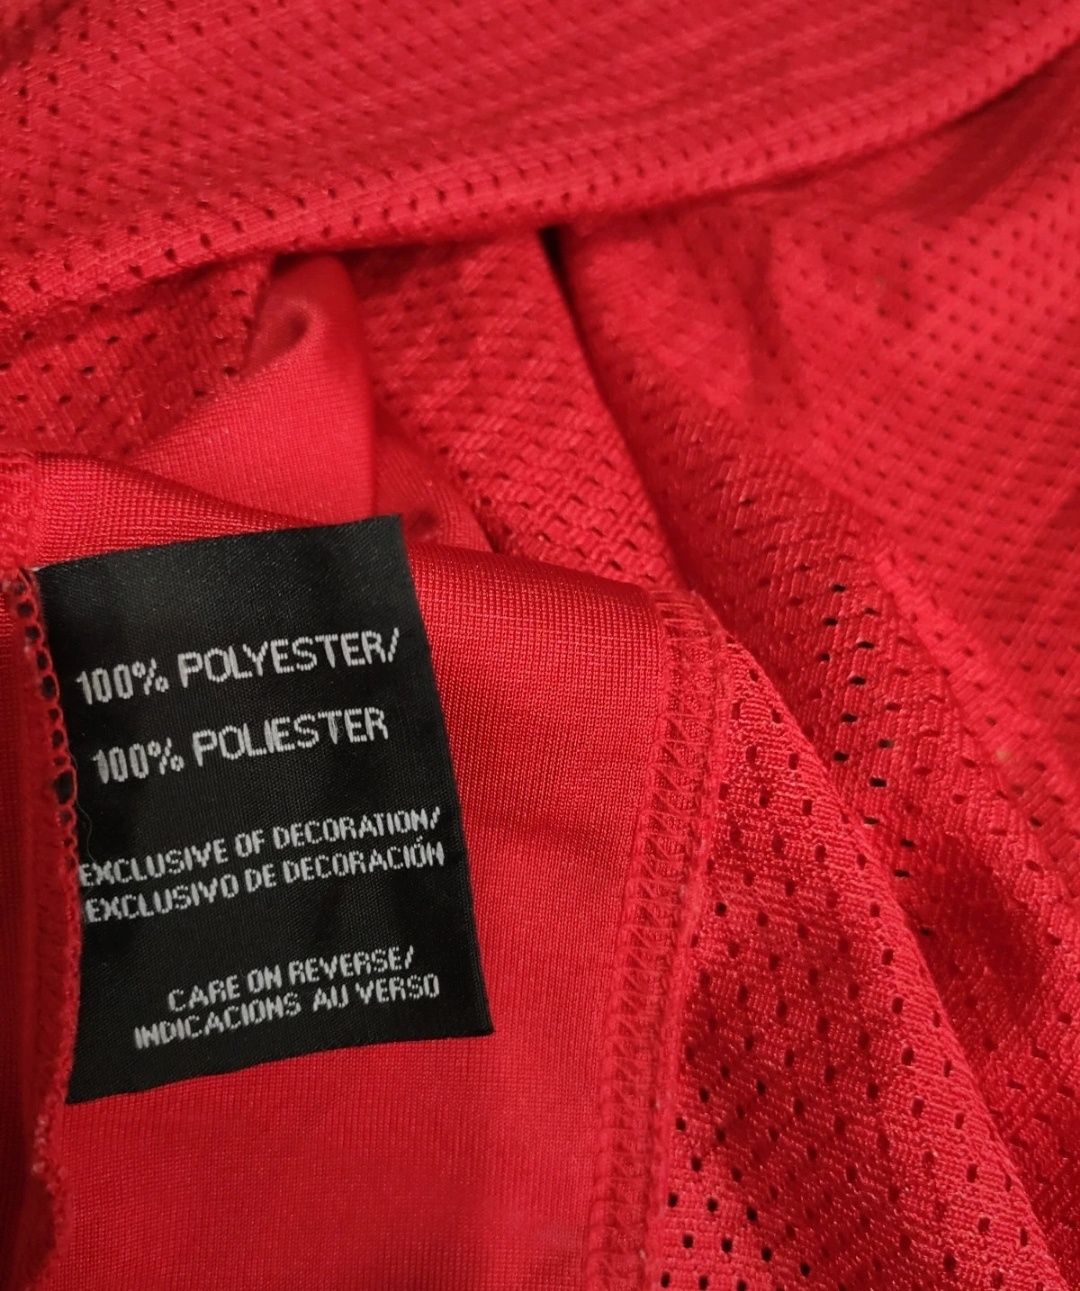 100% POLYESTER/
100% POLIESTER
EXCLUSIVE OF DECORATION/
EXCLUSIVO DE DECORACIÓN
CARE ON REVERSE/
INDICACIONS AU VERSO